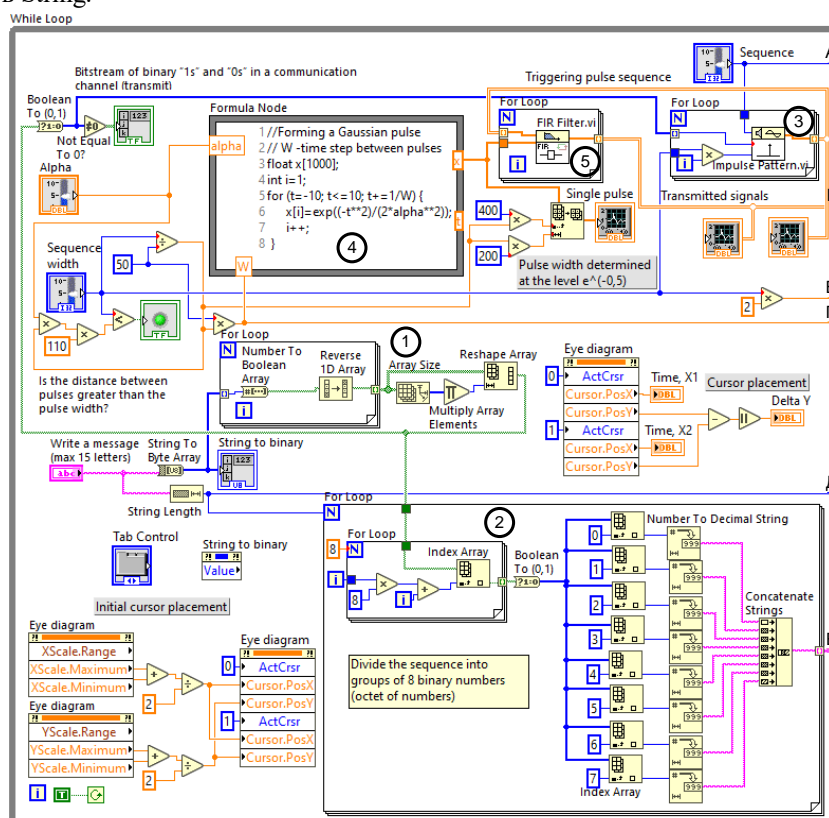 B String.
While Loop
Sequence
Bitstream of binary “1s” and “0s” in a communication
channel (transmit)
Triggering pulse sequence
Boolean
To (0,1)
Not Equal
To 0?
Alpha
Formula Node
alpha
1 //Forming a Gaussian pulse
2 // W -time step between pulses
3 float x[1000];
4 int i=1;
5 for (t=-10; t<=10; t+=1/W) {
6 x[i]=exp((-t**2)/(2*alpha**2));
7 i++;
8 }
4
x
t
W
For Loop
FIR Filter.vi
FIR
5
For Loop
3
Impulse Pattern.vi
Single pulse
400
200
Transmitted signals
Pulse width determined
at the level e^(-0,5)
Sequence
width
50
110
2
Is the distance between
pulses greater than the
pulse width?
For Loop
Number To
Boolean
Array
Reverse
1D Array
1
Array Size
Reshape Array
Multiply Array
Elements
Eye diagram
0
ActCrsr
Cursor.PosX
Cursor.PosY
1
ActCrsr
Cursor.PosX
Cursor.PosY
Time, X1
Time, X2
Cursor placement
Delta Y
Write a message
(max 15 letters)
abc
String To
Byte Array
String to binary
String Length
For Loop
2
Tab Control
String to binary
Value
For Loop
8
N
Index Array
i
8
Boolean
To (0,1)
Number To Decimal String
0
1
2
3
4
5
6
7
Index Array
Concatenate
Strings
Divide the sequence into
groups of 8 binary numbers
(octet of numbers)
Initial cursor placement
Eye diagram
XScale.Range
XScale.Maximum
XScale.Minimum
2
Eye diagram
YScale.Range
YScale.Maximum
YScale.Minimum
2
Eye diagram
0
ActCrsr
Cursor.PosX
Cursor.PosY
1
ActCrsr
Cursor.PosX
Cursor.PosY
i
T